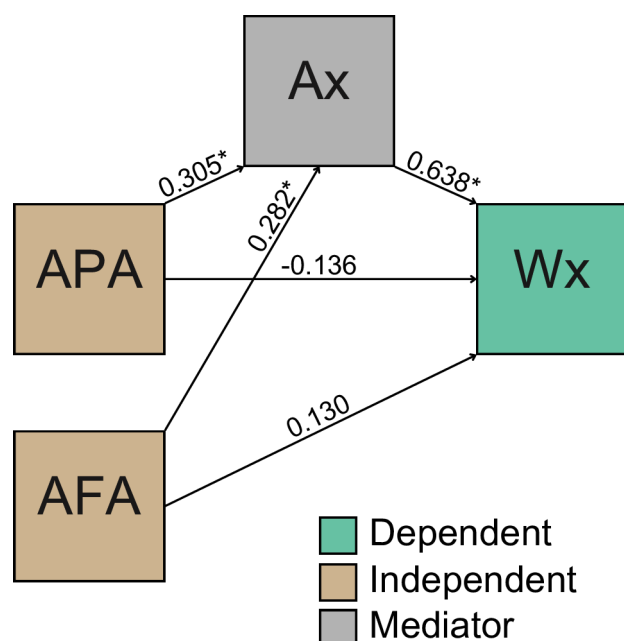 Ax
0.305*
0.282*
0.638*
APA
-0.136
Wx
AFA
0.130
Dependent
Independent
Mediator